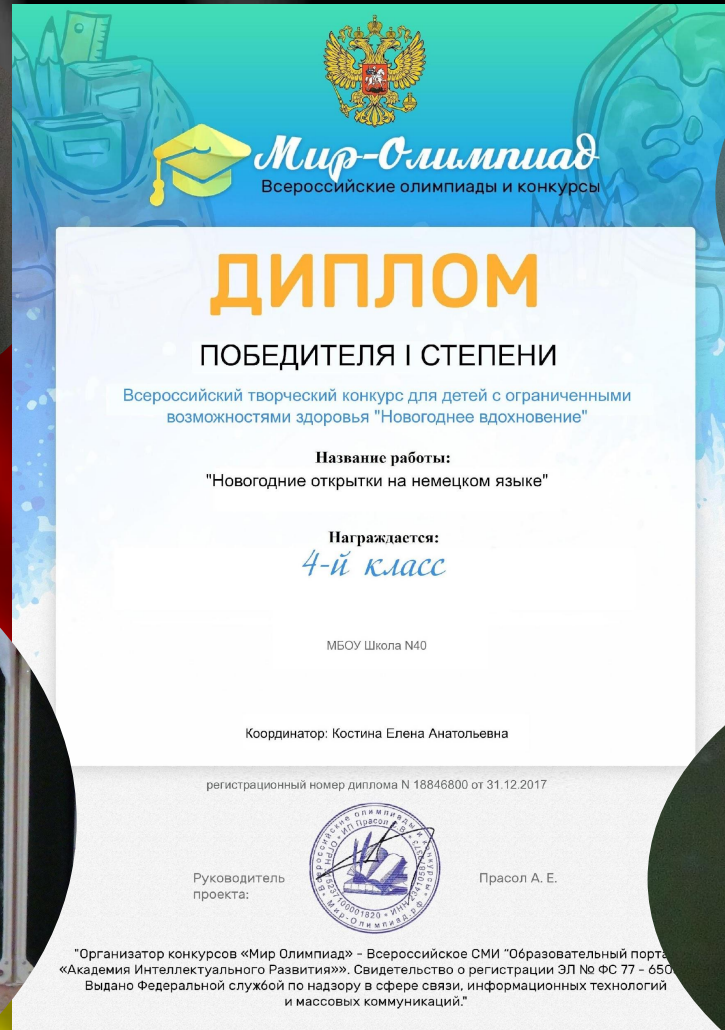 Мир-Олимпиад
Всероссийские олимпиады и конкурсы
ДИПЛОМ
ПОБЕДИТЕЛЯ I СТЕПЕНИ
Всероссийский творческий конкурс для детей с ограниченными
возможностями здоровья "Новогоднее вдохновение"
Название работы:
"Новогодние открытки на немецком языке"
Награждается:
4-й класс
МБОУ Школа N40
Координатор: Костина Елена Анатольевна
регистрационный номер диплома N 18846800 от 31.12.2017
Руководитель
проекта:
Прасол А. Е.
"Организатор конкурсов «Мир Олимпиад» - Всероссийское СМИ "Образовательный
«Академия Интеллектуального Развития»». Свидетельство о регистрации ЭЛ № ФС 77 -
Выдано Федеральной службой по надзору в сфере связи, информационных технологий
и массовых коммуникаций."